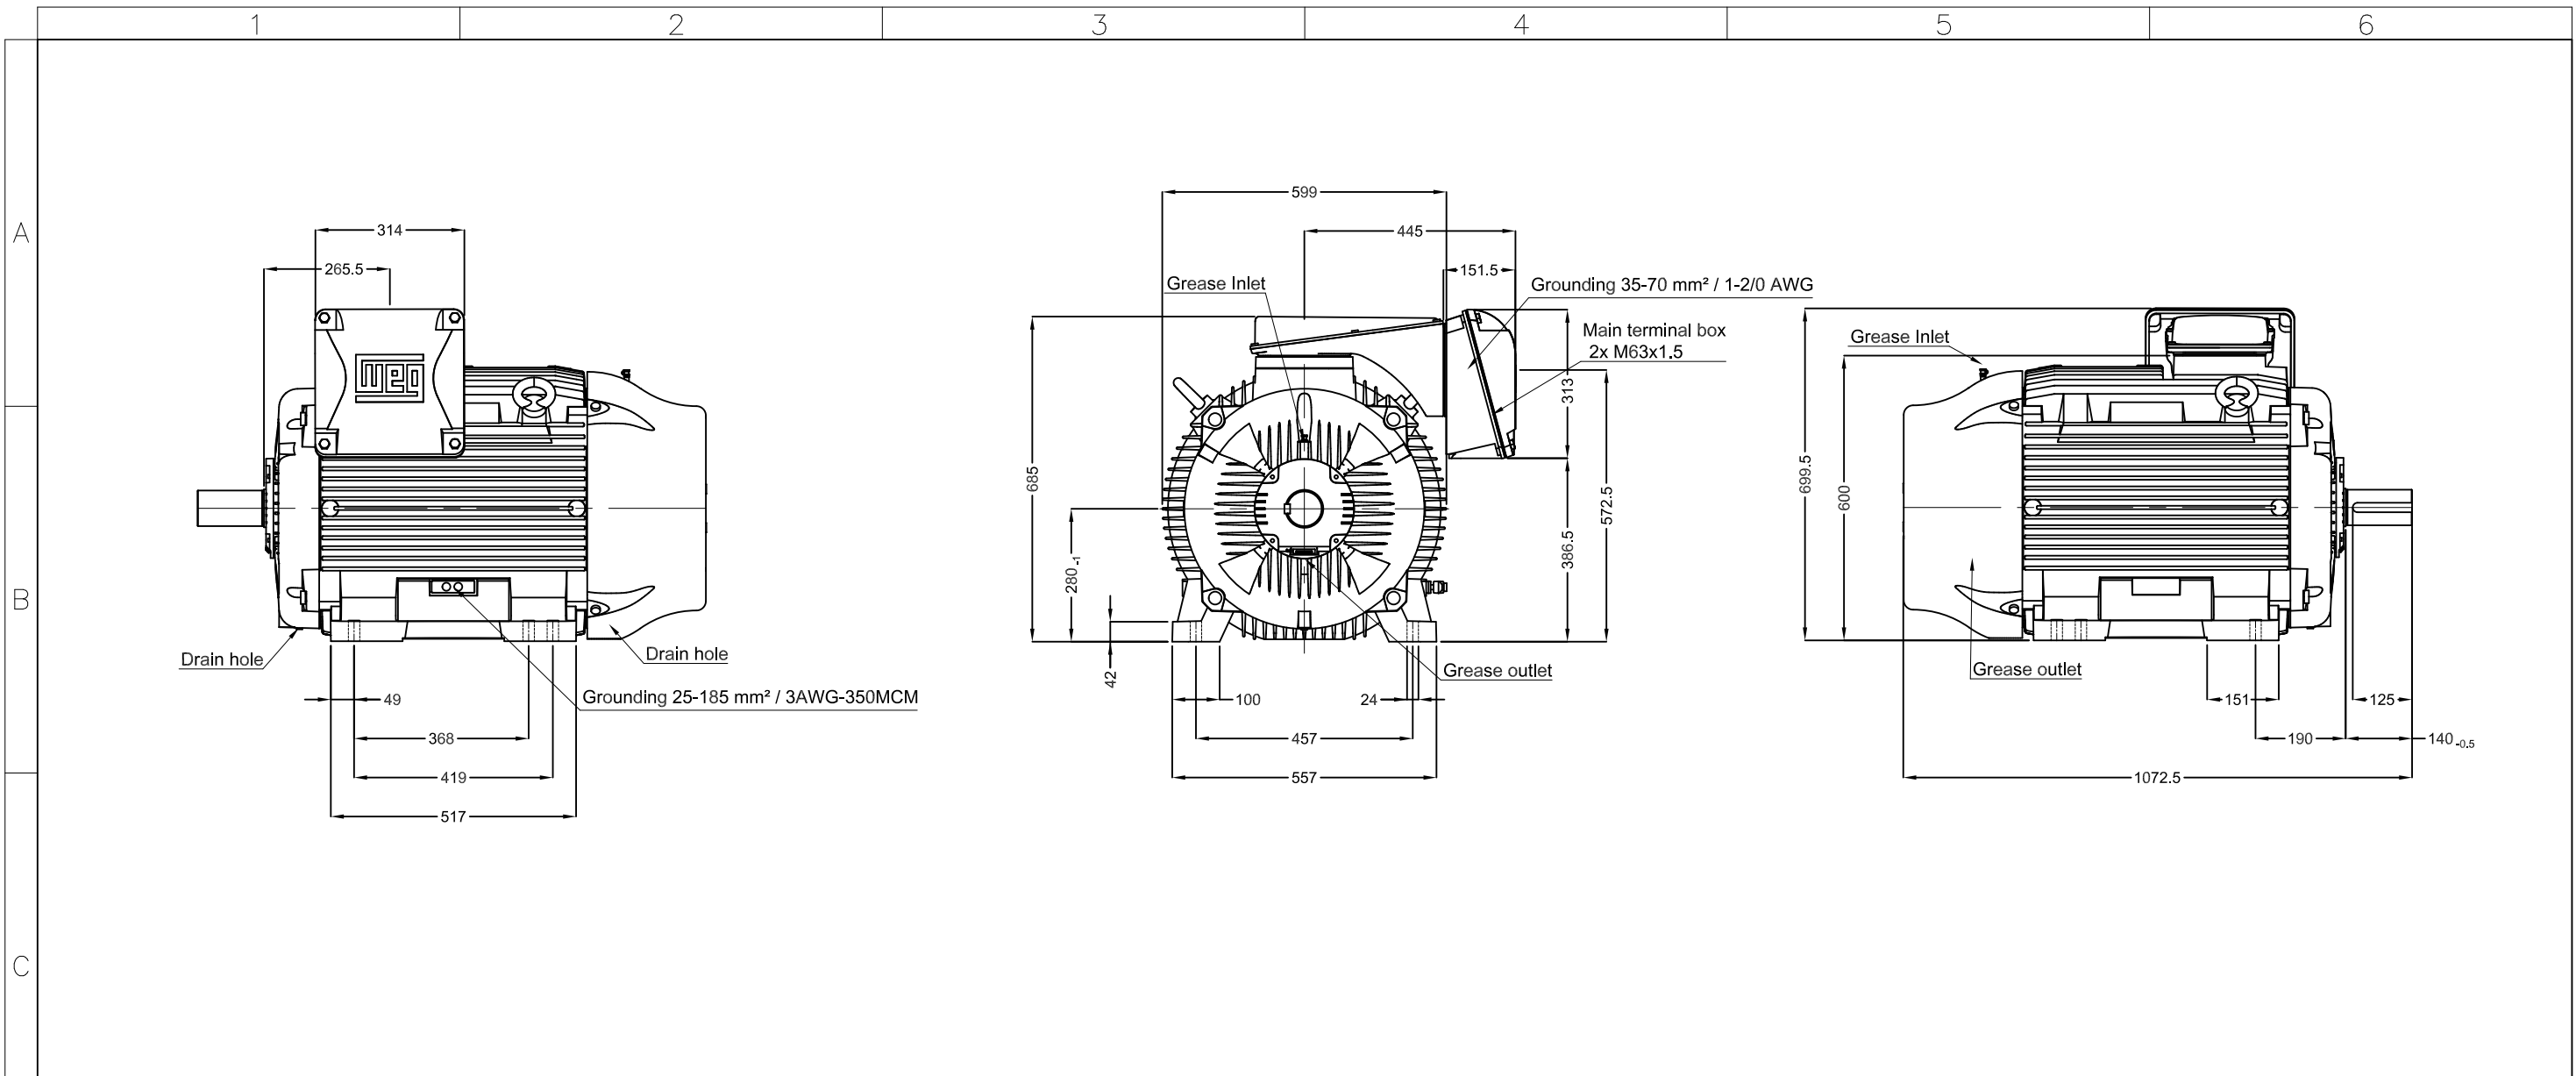 1 2 3 4 5 6
A
B
C
314
265.5
WEG
Drain hole
Drain hole
Grounding 25-185 mm² / 3AWG-350MCM
49
368
419
517
599
445
151.5
Grease Inlet
Grounding 35-70 mm² / 1-2/0 AWG
Main terminal box
2x M63x1.5
313
685
572.5
386.5
280 -1
42
Grease outlet
100
24
457
557
Grease Inlet
699.5
600
Grease outlet
151
125
190
140 -0.5
1072.5